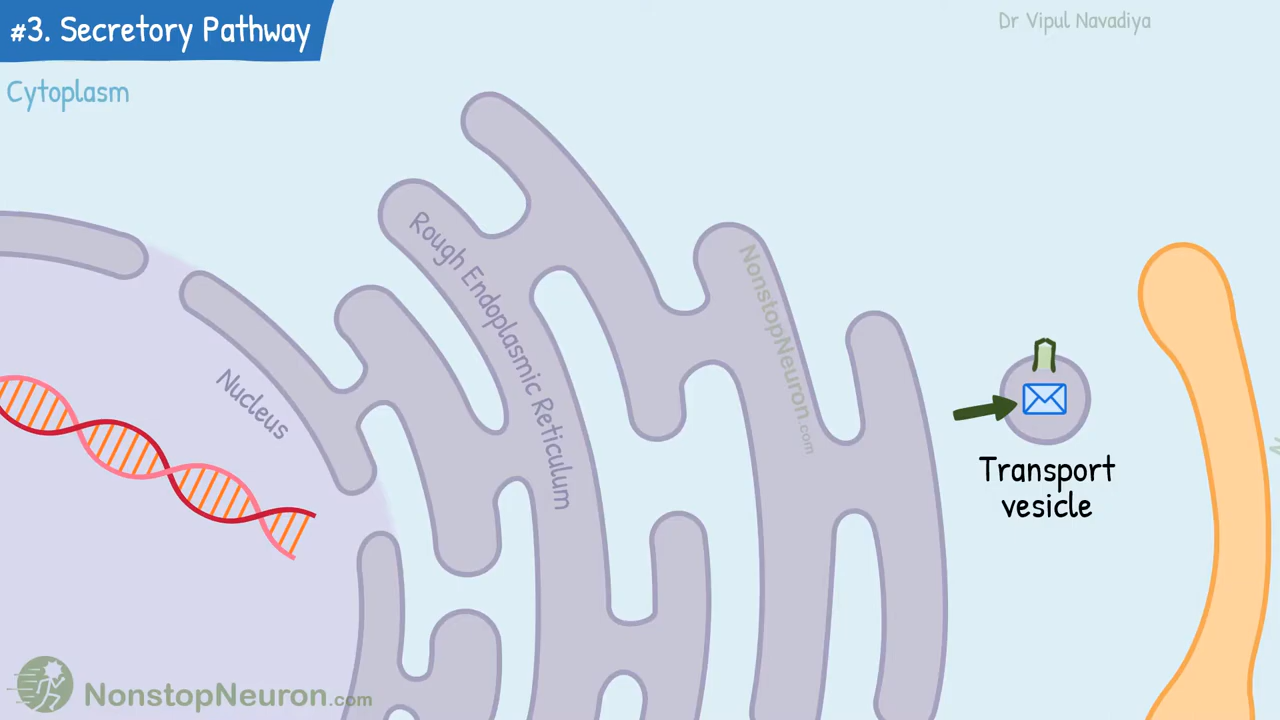 #3. Secretory Pathway
Dr Vipul Navadiya
Cytoplasm
Rough Endoplasmic Reticulum
NonstopNeuron.com
Nucleus
Transport
vesicle
NonstopNeuron.com